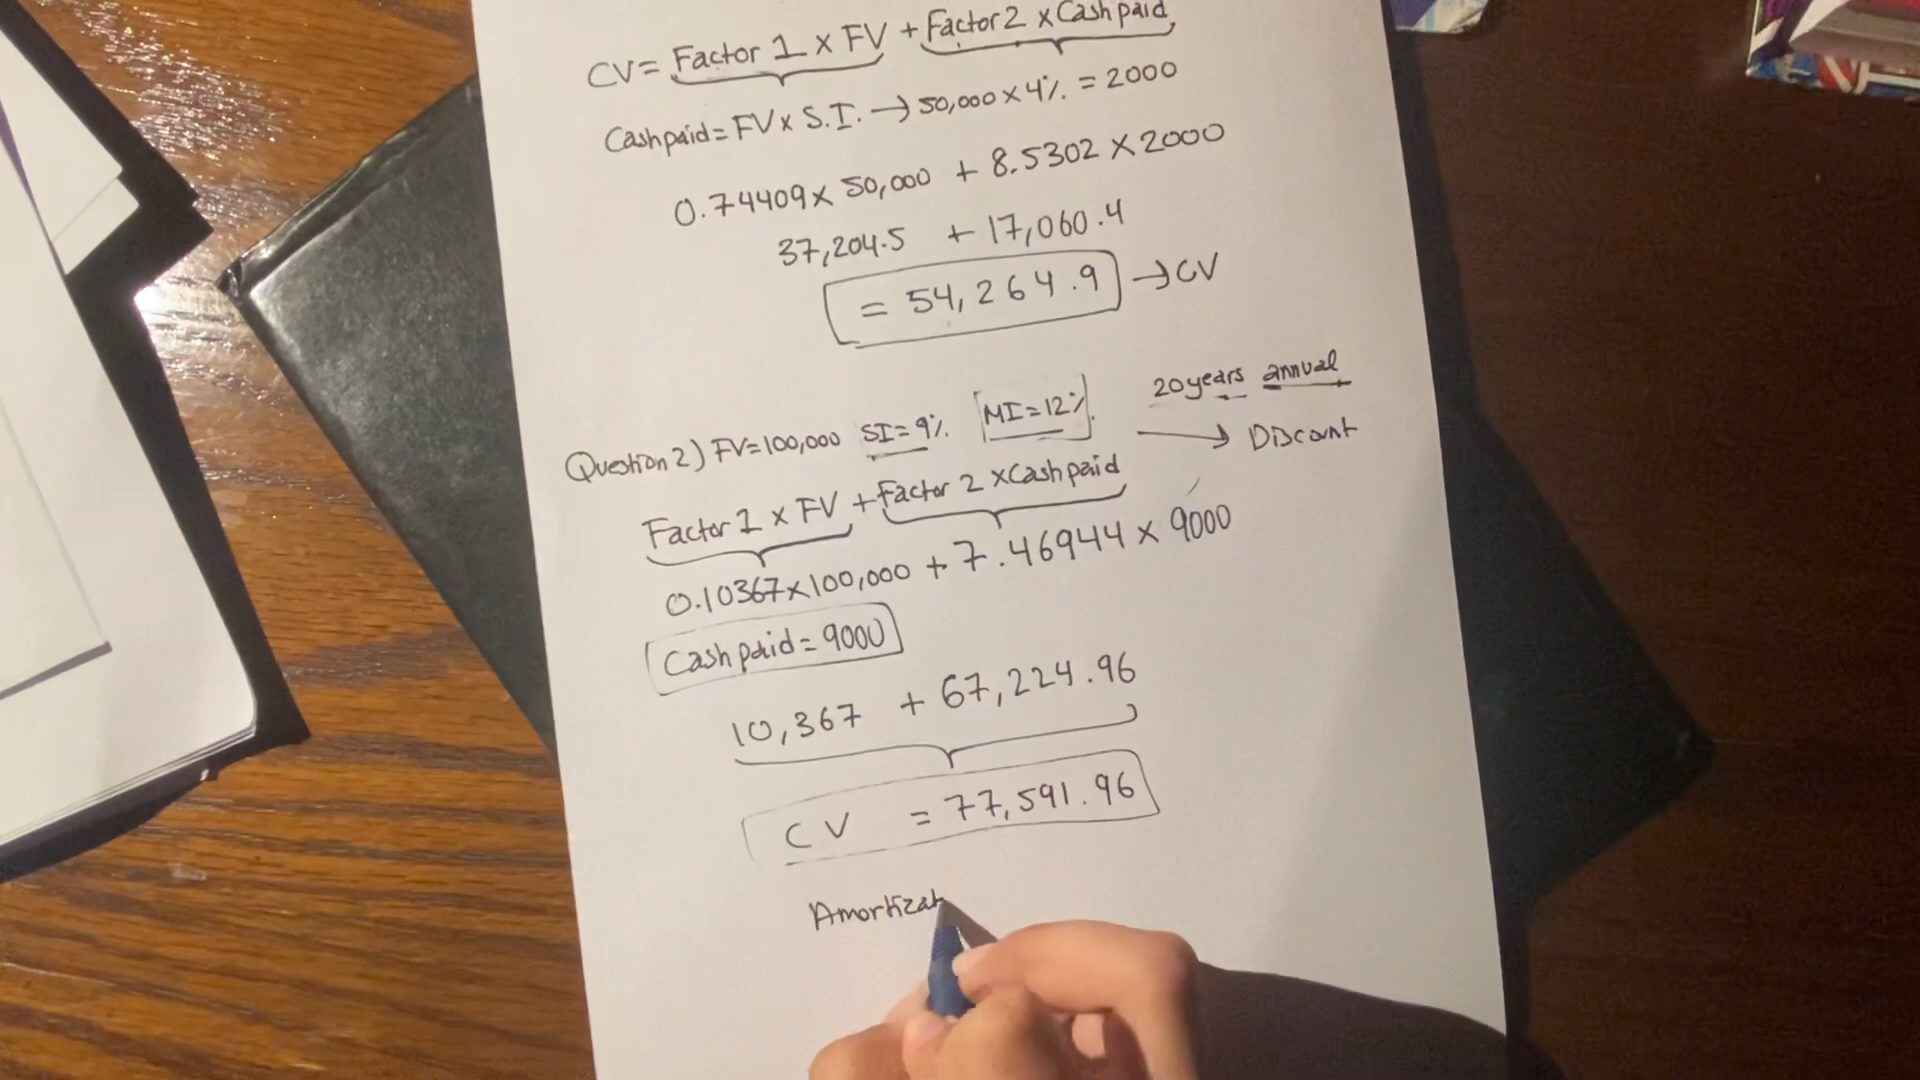 CV= Factor 1 x FV + Factor 2 x Cash paid
Cash paid = FV x S.I. → 50,000 x 4% = 2000
0.74409 x 50,000 + 8.5302 x 2000
37,204.5 + 17,060.4
= 54,264.9 → CV
20 years annual
Question 2) FV=100,000 SI=9% MI=12% → Discount
Factor 1 x FV + Factor 2 x Cash paid
0.10367x100,000 + 7.46944 x 9000
Cash paid = 9000
10,367 + 67,224.96
CV = 77,591.96
Amortizat